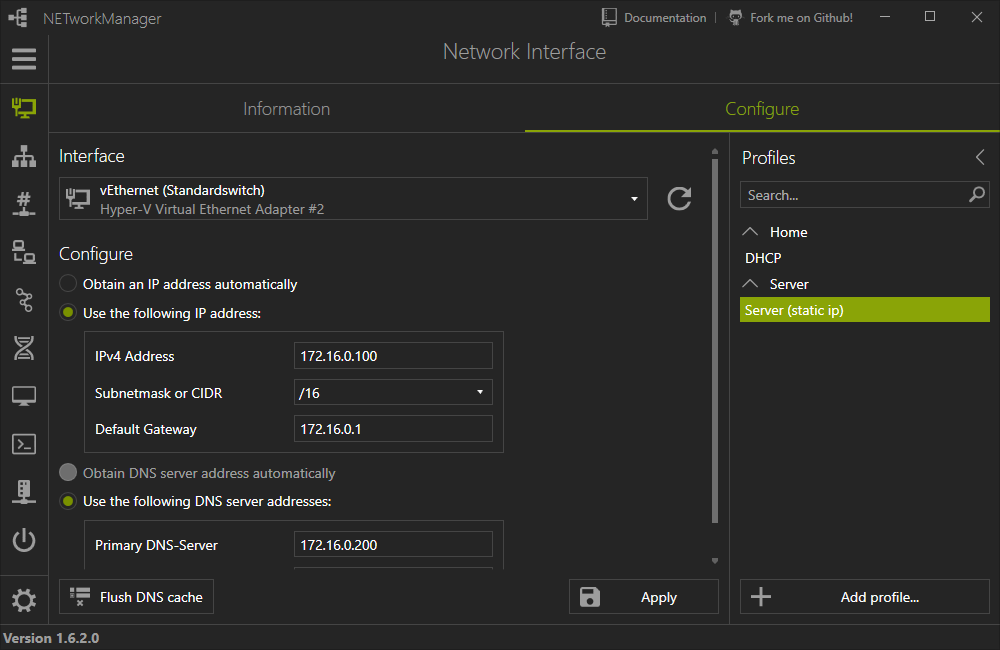 NETworkManager
Documentation
Fork me on Github!
Network Interface
Information
Configure
Interface
vEthernet (Standardswitch)
Hyper-V Virtual Ethernet Adapter #2
Configure
Obtain an IP address automatically
Use the following IP address:
IPv4 Address 172.16.0.100
Subnetmask or CIDR /16
Default Gateway 172.16.0.1
Obtain DNS server address automatically
Use the following DNS server addresses:
Primary DNS-Server 172.16.0.200
Flush DNS cache
Apply
Profiles
Search...
Home
DHCP
Server
Server (static ip)
Add profile...
Version 1.6.2.0